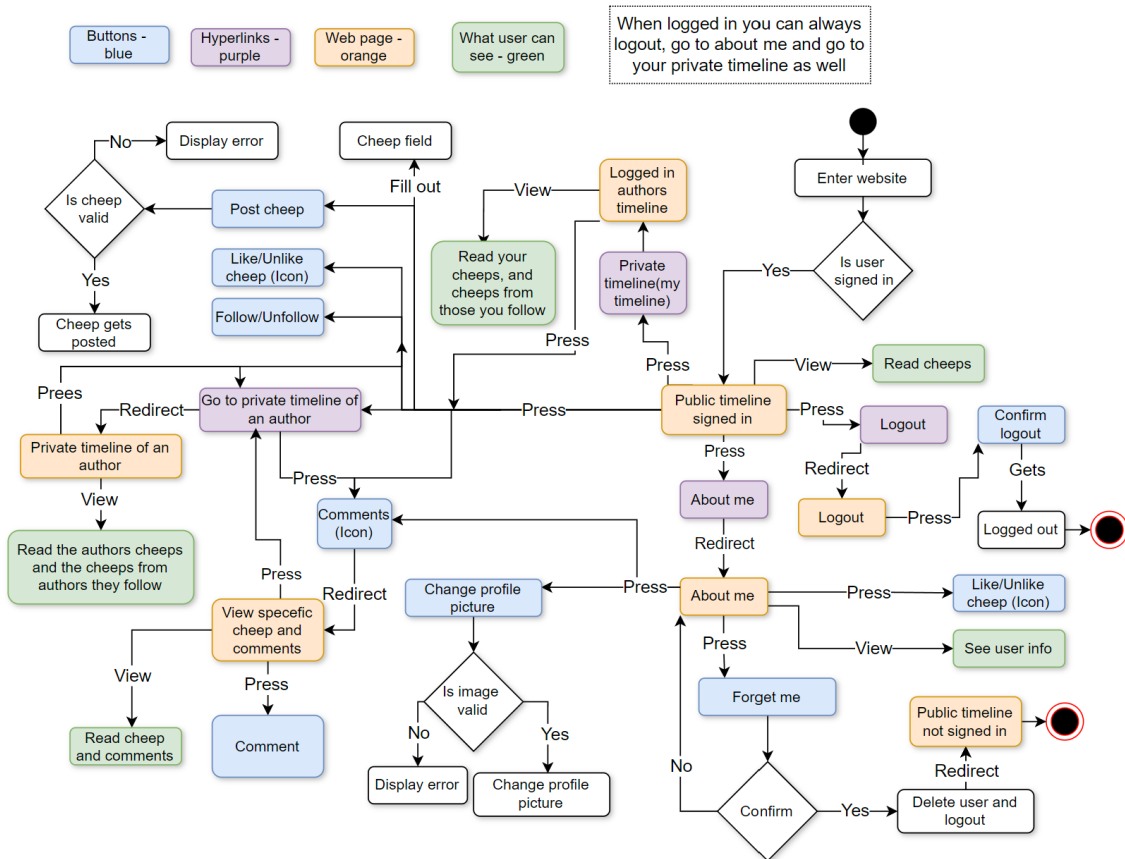 Buttons -
blue
Hyperlinks -
purple
Web page -
orange
What user can
see - green
When logged in you can always
logout, go to about me and go to
your private timeline as well
No
Display error
Cheep field
Fill out
Is cheep
valid
Post cheep
Yes
Cheep gets
posted
Like/Unlike
cheep (Icon)
Follow/Unfollow
View
Logged in
authors
timeline
Read your
cheeps, and
cheeps from
those you follow
Private
timeline(my
timeline)
Enter website
Is user
signed in
Yes
Press
Press
Prees
Redirect
Go to private timeline of
an author
Press
Public timeline
signed in
View
Read cheeps
Press
Logout
Confirm
logout
Private timeline of an
author
View
Read the authors cheeps
and the cheeps from
authors they follow
Press
Comments
(Icon)
Press
About me
Redirect
Redirect
Logout
Press
Gets
Logged out
Press
Redirect
Change profile
picture
Press
About me
Press
Like/Unlike
cheep (Icon)
View specefic
cheep and
comments
View
See user info
View
Press
Read cheep
and comments
Comment
Is image
valid
No
Yes
Display error
Change profile
picture
Press
Forget me
No
Confirm
Yes
Delete user and
logout
Redirect
Public timeline
not signed in